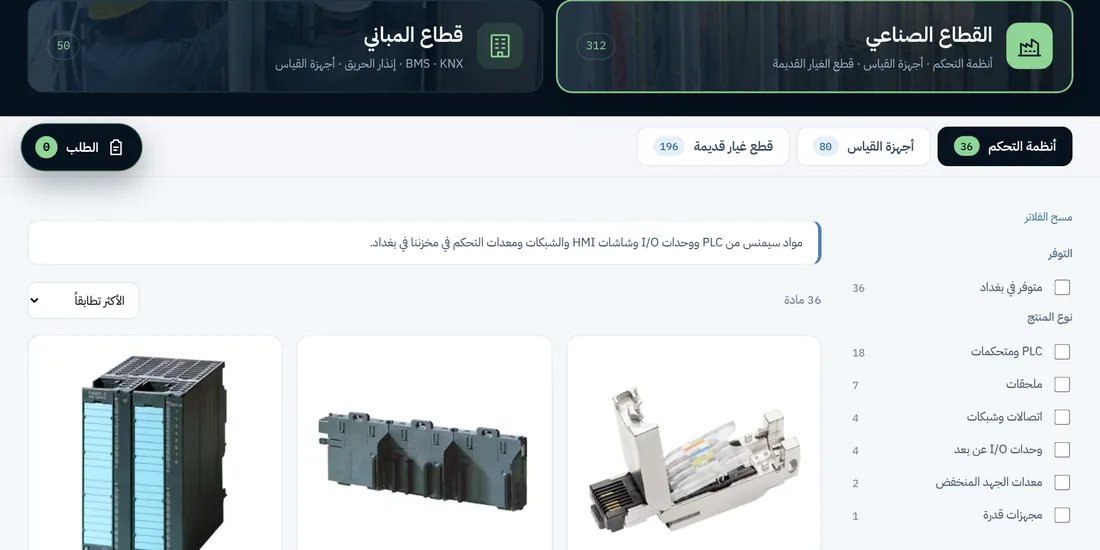 القطاع الصناعي
312
أنظمة التحكم · أجهزة القياس · قطع الغيار القديمة
قطاع المباني
50
BMS · KNX · إنذار الحريق · أجهزة القياس
أنظمة التحكم 36
أجهزة القياس 80
قطع غيار قديمة 196
الطلب 0
مسح الفلاتر
التوفر
متوفر في بغداد 36
نوع المنتج
PLC ومتحكمات 18
ملحقات 7
اتصالات وشبكات 4
وحدات I/O عن بعد 4
معدات الجهد المنخفض 2
مجهزات قدرة 1
مواد سيمنس من PLC ووحدات I/O وشاشات HMI والشبكات ومعدات التحكم في مخزننا في بغداد.
36 مادة
الأكثر تطابقاً